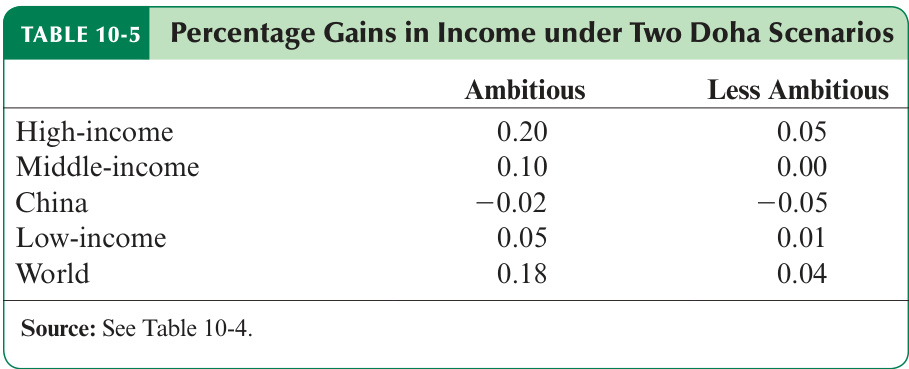 TABLE 10-5 Percentage Gains in Income under Two Doha Scenarios
Ambitious Less Ambitious
High-income 0.20 0.05
Middle-income 0.10 0.00
China −0.02 −0.05
Low-income 0.05 0.01
World 0.18 0.04
Source: See Table 10-4.